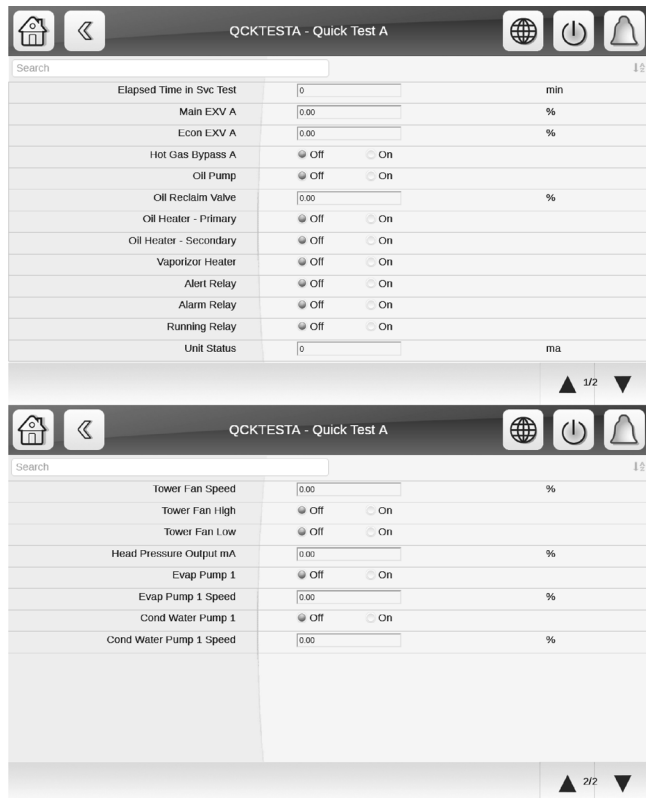 QCKTESTA - Quick Test A
Search
Elapsed Time in Svc Test 0 min
Main EXV A 0.00 %
Econ EXV A 0.00 %
Hot Gas Bypass A Off On
Oil Pump Off On
Oil Reclaim Valve 0.00 %
Oil Heater - Primary Off On
Oil Heater - Secondary Off On
Vaporizor Heater Off On
Alert Relay Off On
Alarm Relay Off On
Running Relay Off On
Unit Status 0 ma
1/2
QCKTESTA - Quick Test A
Search
Tower Fan Speed 0.00 %
Tower Fan High Off On
Tower Fan Low Off On
Head Pressure Output mA 0.00 %
Evap Pump 1 Off On
Evap Pump 1 Speed 0.00 %
Cond Water Pump 1 Off On
Cond Water Pump 1 Speed 0.00 %
2/2